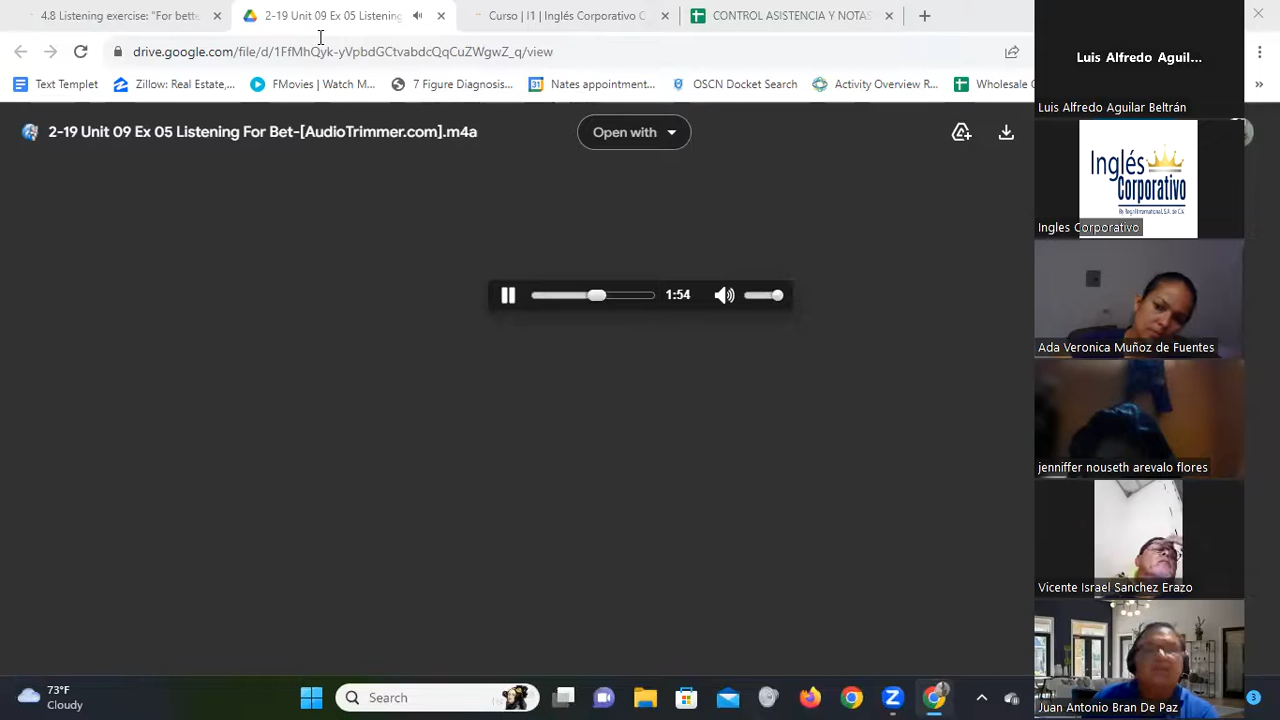 4.8 Listening exercise: "For bette
2-19 Unit 09 Ex 05 Listening
Curso | I1 | Inglés Corporativo C
CONTROL ASISTENCIA Y NOTAS
drive.google.com/file/d/1FfMhQyk-yVpbdGCtvabdcQqCuZWgwZ_q/view
Text Templet
Zillow: Real Estate,...
FMovies | Watch M...
7 Figure Dignosifi...
Nates appointment...
OSCN Docket Search
Activity Overview R...
Wholesale C
»
2-19 Unit 09 Ex 05 Listening For Bet-[AudioTrimmer.com].m4a
Open with
1:54
Luis Alfredo Aguil...
Luis Alfredo Aguilar Beltrán
Inglés
Corporativo
Ingles Corporativo
Ada Veronica Muñoz de Fuentes
jenniffer nouseth arevalo flores
Vicente Israel Sanchez Erazo
Juan Antonio Bran De Paz
73°F
Cloudy
Search
3